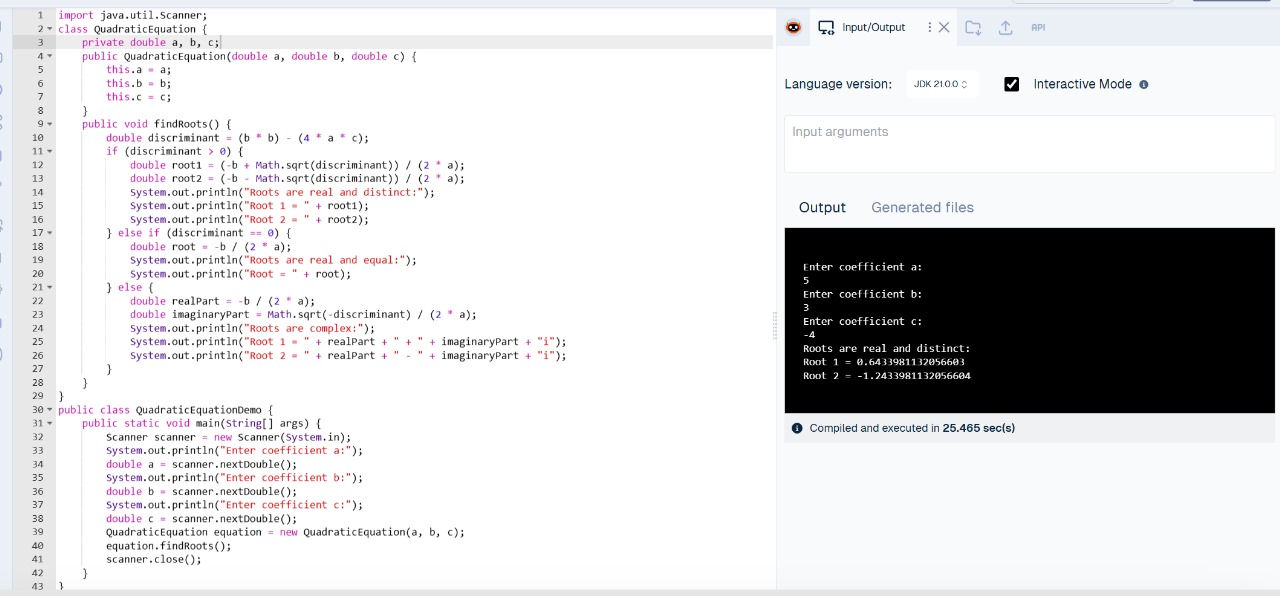 1 import java.util.Scanner;
2 class QuadraticEquation {
3 private double a, b, c;
4 public QuadraticEquation(double a, double b, double c) {
5 this.a = a;
6 this.b = b;
7 this.c = c;
8 }
9 public void findRoots() {
10 double discriminant = (b * b) - (4 * a * c);
11 if (discriminant > 0) {
12 double root1 = (-b + Math.sqrt(discriminant)) / (2 * a);
13 double root2 = (-b - Math.sqrt(discriminant)) / (2 * a);
14 System.out.println("Roots are real and distinct:");
15 System.out.println("Root 1 = " + root1);
16 System.out.println("Root 2 = " + root2);
17 } else if (discriminant == 0) {
18 double root = -b / (2 * a);
19 System.out.println("Roots are real and equal:");
20 System.out.println("Root = " + root);
21 } else {
22 double realPart = -b / (2 * a);
23 double imaginaryPart = Math.sqrt(-discriminant) / (2 * a);
24 System.out.println("Roots are complex:");
25 System.out.println("Root 1 = " + realPart + " + " + imaginaryPart + "i");
26 System.out.println("Root 2 = " + realPart + " - " + imaginaryPart + "i");
27 }
28 }
29 }
30 public class QuadraticEquationDemo {
31 public static void main(String[] args) {
32 Scanner scanner = new Scanner(System.in);
33 System.out.println("Enter coefficient a:");
34 double a = scanner.nextDouble();
35 System.out.println("Enter coefficient b:");
36 double b = scanner.nextDouble();
37 System.out.println("Enter coefficient c:");
38 double c = scanner.nextDouble();
39 QuadraticEquation equation = new QuadraticEquation(a, b, c);
40 equation.findRoots();
41 scanner.close();
42 }
43 }
Input/Output API
Language version: JDK 21.0.0 Interactive Mode
Input arguments
Output Generated files
Enter coefficient a:
5
Enter coefficient b:
3
Enter coefficient c:
-4
Roots are real and distinct:
Root 1 = 0.6433981132056603
Root 2 = -1.2433981132056604
Compiled and executed in 25.465 sec(s)